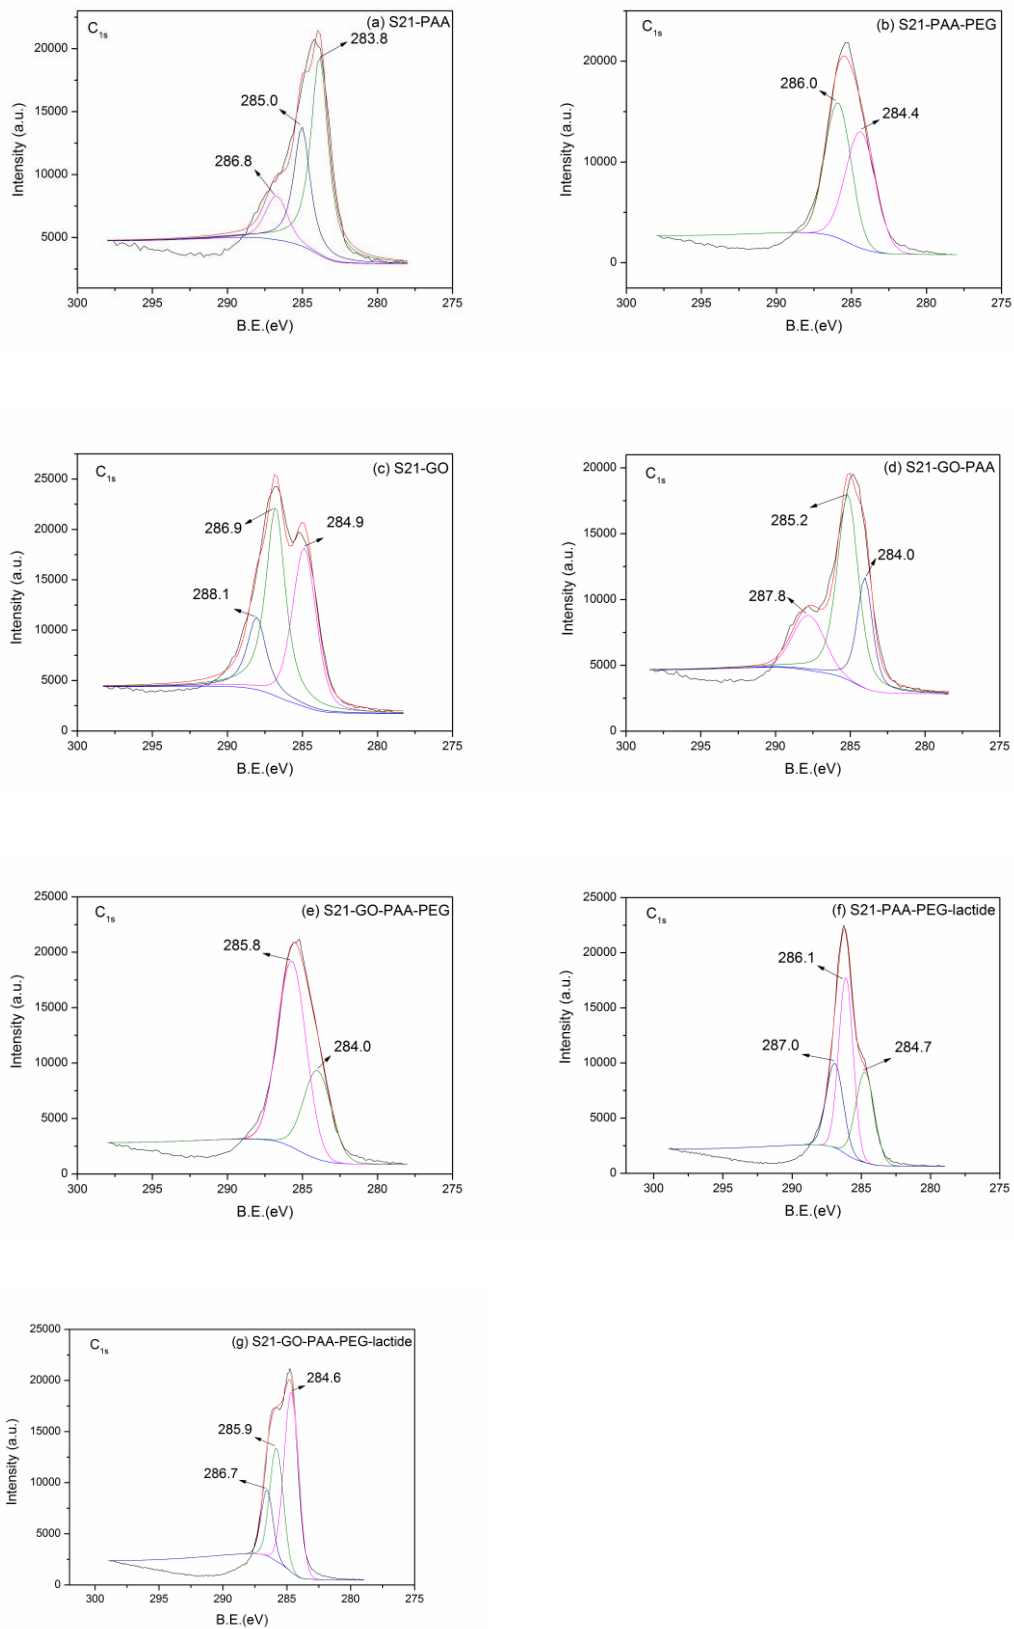 C1s
(a) S21-PAA
283.8
285.0
286.8
20000
15000
10000
5000
Intensity (a.u.)
300 295 290 285 280 275
B.E.(eV)
C1s
(b) S21-PAA-PEG
286.0
284.4
20000
10000
0
Intensity (a.u.)
300 295 290 285 280 275
B.E.(eV)
C1s
(c) S21-GO
286.9
284.9
288.1
25000
20000
15000
10000
5000
0
Intensity (a.u.)
300 295 290 285 280 275
B.E.(eV)
C1s
(d) S21-GO-PAA
285.2
284.0
287.8
20000
15000
10000
5000
0
Intensity (a.u.)
300 295 290 285 280 275
B.E.(eV)
C1s
(e) S21-GO-PAA-PEG
285.8
284.0
25000
20000
15000
10000
5000
0
Intensity (a.u.)
300 295 290 285 280 275
B.E.(eV)
C1s
(f) S21-PAA-PEG-lactide
286.1
287.0
284.7
25000
20000
15000
10000
5000
0
Intensity (a.u.)
300 295 290 285 280 275
B.E.(eV)
C1s
(g) S21-GO-PAA-PEG-lactide
284.6
285.9
286.7
25000
20000
15000
10000
5000
0
Intensity (a.u.)
300 295 290 285 280 275
B.E.(eV)